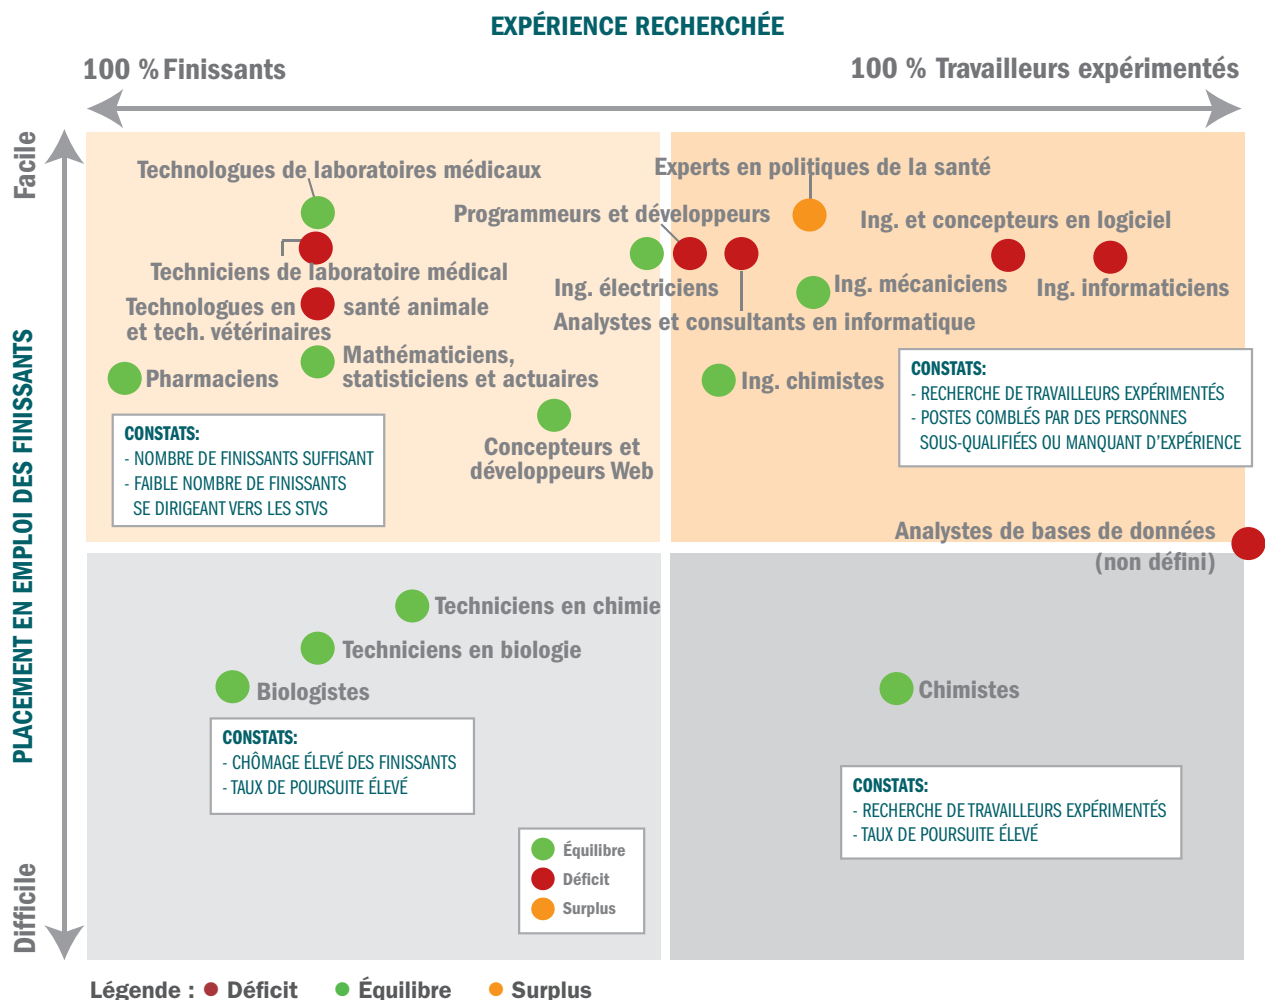 EXPÉRIENCE RECHERCHÉE
100 % Finissants
100 % Travailleurs expérimentés
Facile
PLACEMENT EN EMPLOI DES FINISSANTS
Difficile
Technologues de laboratoires médicaux
Techniciens de laboratoire médical
Technologues en santé animale
et tech. vétérinaires
Mathématiciens,
statisticiens et actuaires
Pharmaciens
Concepteurs et
développeurs Web
CONSTATS:
- NOMBRE DE FINISSANTS SUFFISANT
- FAIBLE NOMBRE DE FINISSANTS
SE DIRIGEANT VERS LES STVS
Experts en politiques de la santé
Programmeurs et développeurs
Ing. et concepteurs en logiciel
Ing. électriciens
Ing. mécaniciens
Ing. informaticiens
Analystes et consultants en informatique
Ing. chimistes
CONSTATS:
- RECHERCHE DE TRAVAILLEURS EXPÉRIMENTÉS
- POSTES COMBLÉS PAR DES PERSONNES
SOUS-QUALIFIÉES OU MANQUANT D'EXPÉRIENCE
Analystes de bases de données
(non défini)
Techniciens en chimie
Techniciens en biologie
Biologistes
CONSTATS:
- CHÔMAGE ÉLEVÉ DES FINISSANTS
- TAUX DE POURSUITE ÉLEVÉ
Chimistes
CONSTATS:
- RECHERCHE DE TRAVAILLEURS EXPÉRIMENTÉS
- TAUX DE POURSUITE ÉLEVÉ
Équilibre
Déficit
Surplus
Légende : Déficit Équilibre Surplus